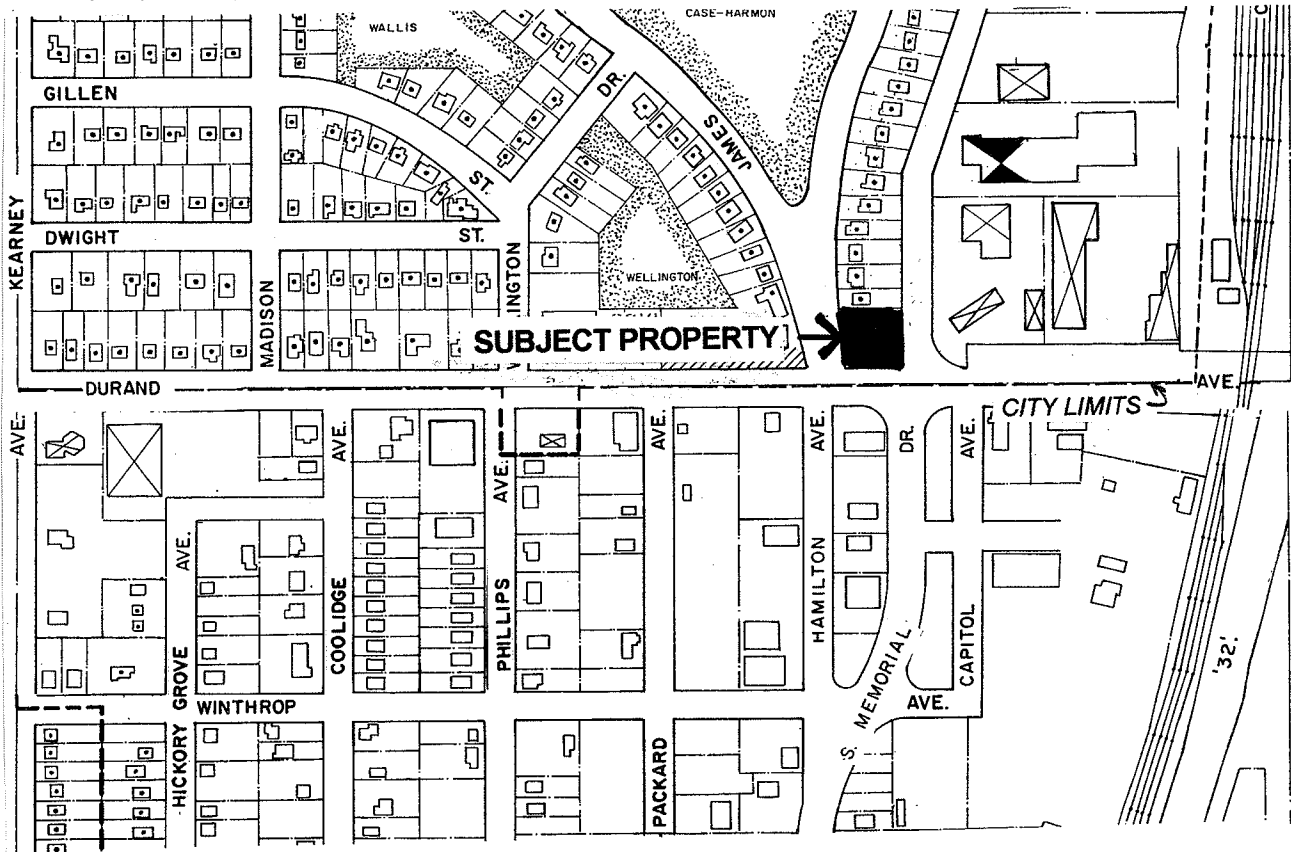 WALLIS
CASE-HARMON
GILLEN
DR.
JAMES
ST.
KEARNEY
DWIGHT
ST.
WELLINGTON
MADISON
INGTON
SUBJECT PROPERTY
DURAND
AVE.
CITY LIMITS
AVE.
AVE.
AVE.
AVE.
DR.
AVE.
AVE.
AVE.
COOLIDGE
PHILLIPS
HAMILTON
CAPITOL
S. MEMORIAL
'32'.
HICKORY GROVE
WINTHROP
AVE.
PACKARD